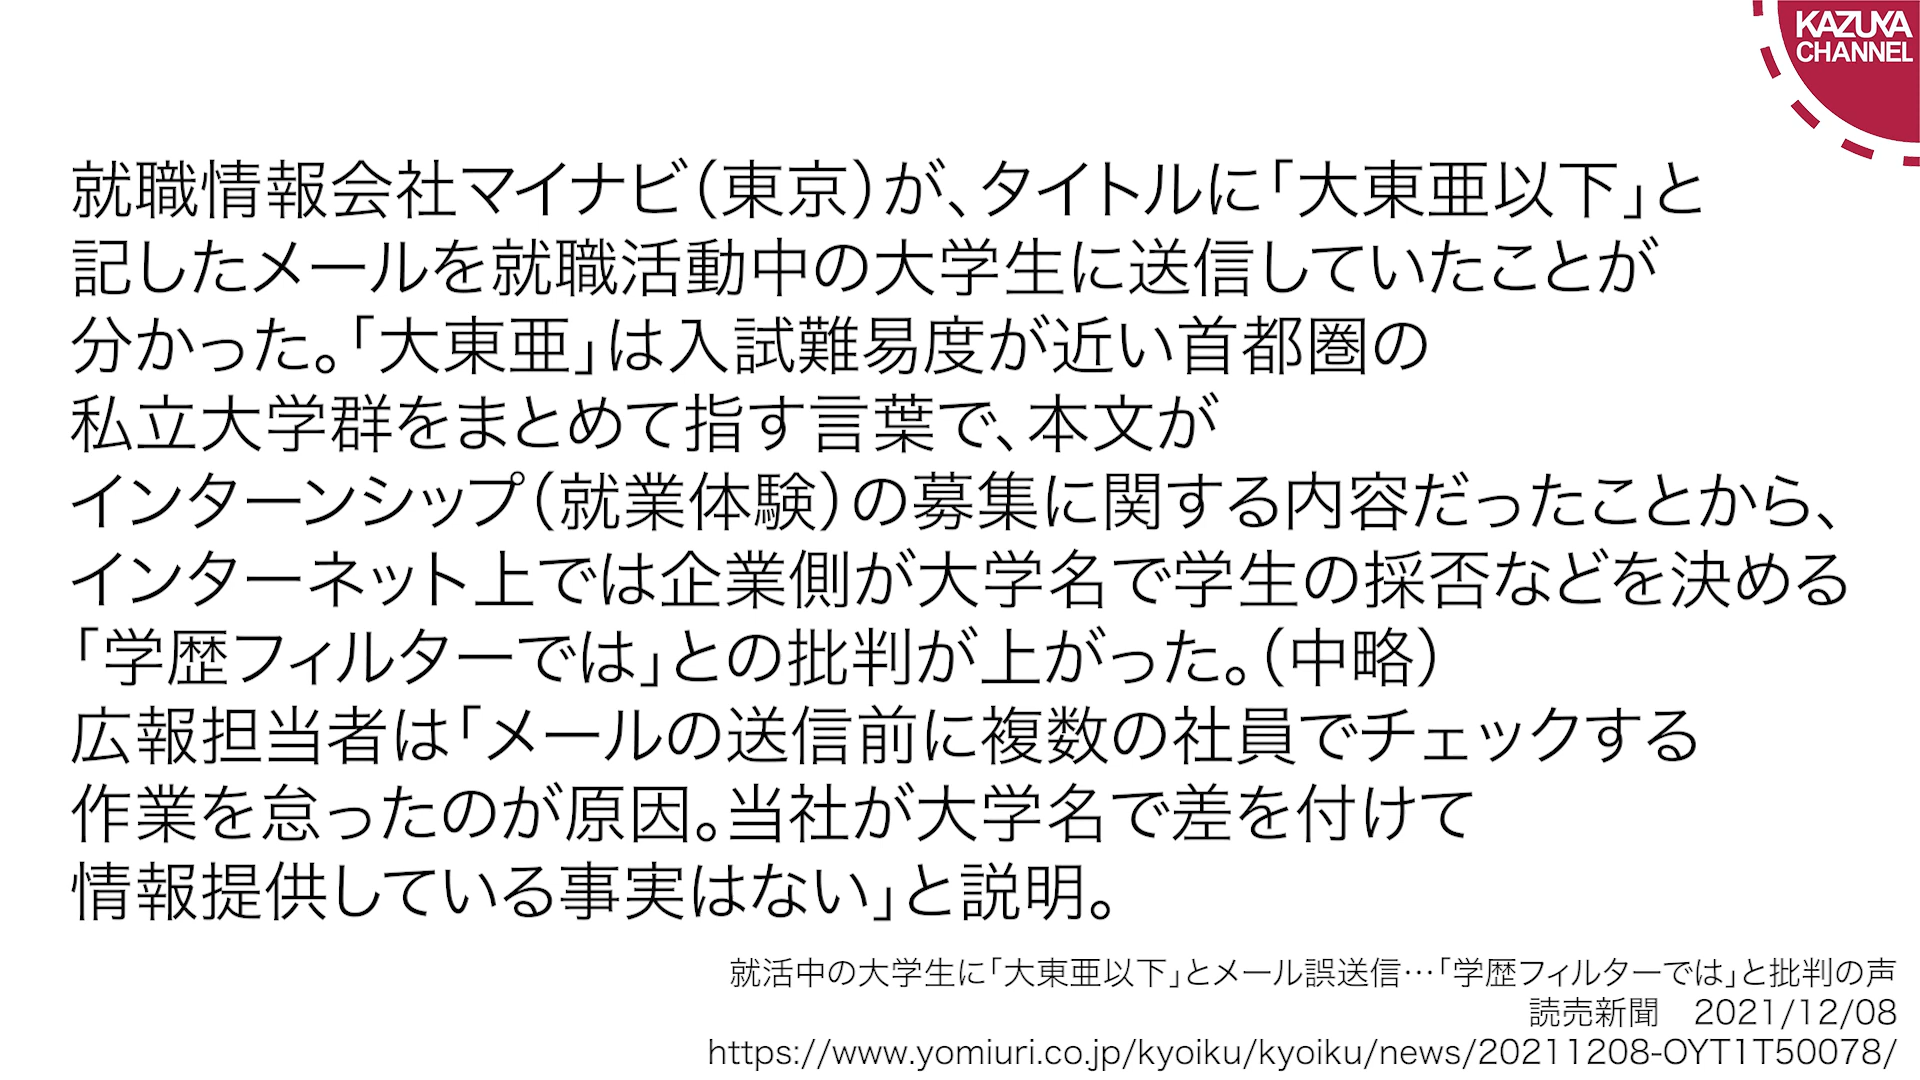 KAZUYA
CHANNEL
就職情報会社マイナビ（東京）が、タイトルに「大東亜以下」と
記したメールを就職活動中の大学生に送信していたことが
分かった。「大東亜」は入試難易度が近い首都圏の
私立大学群をまとめて指す言葉で、本文が
インターンシップ（就業体験）の募集に関する内容だったことから、
インターネット上では企業側が大学名で学生の採否などを決める
「学歴フィルターでは」との批判が上がった。（中略）
広報担当者は「メールの送信前に複数の社員でチェックする
作業を怠ったのが原因。当社が大学名で差を付けて
情報提供している事実はない」と説明。
就活中の大学生に「大東亜以下」とメール誤送信…「学歴フィルターでは」と批判の声
読売新聞　2021/12/08
https://www.yomiuri.co.jp/kyoiku/kyoiku/news/20211208-OYT1T50078/